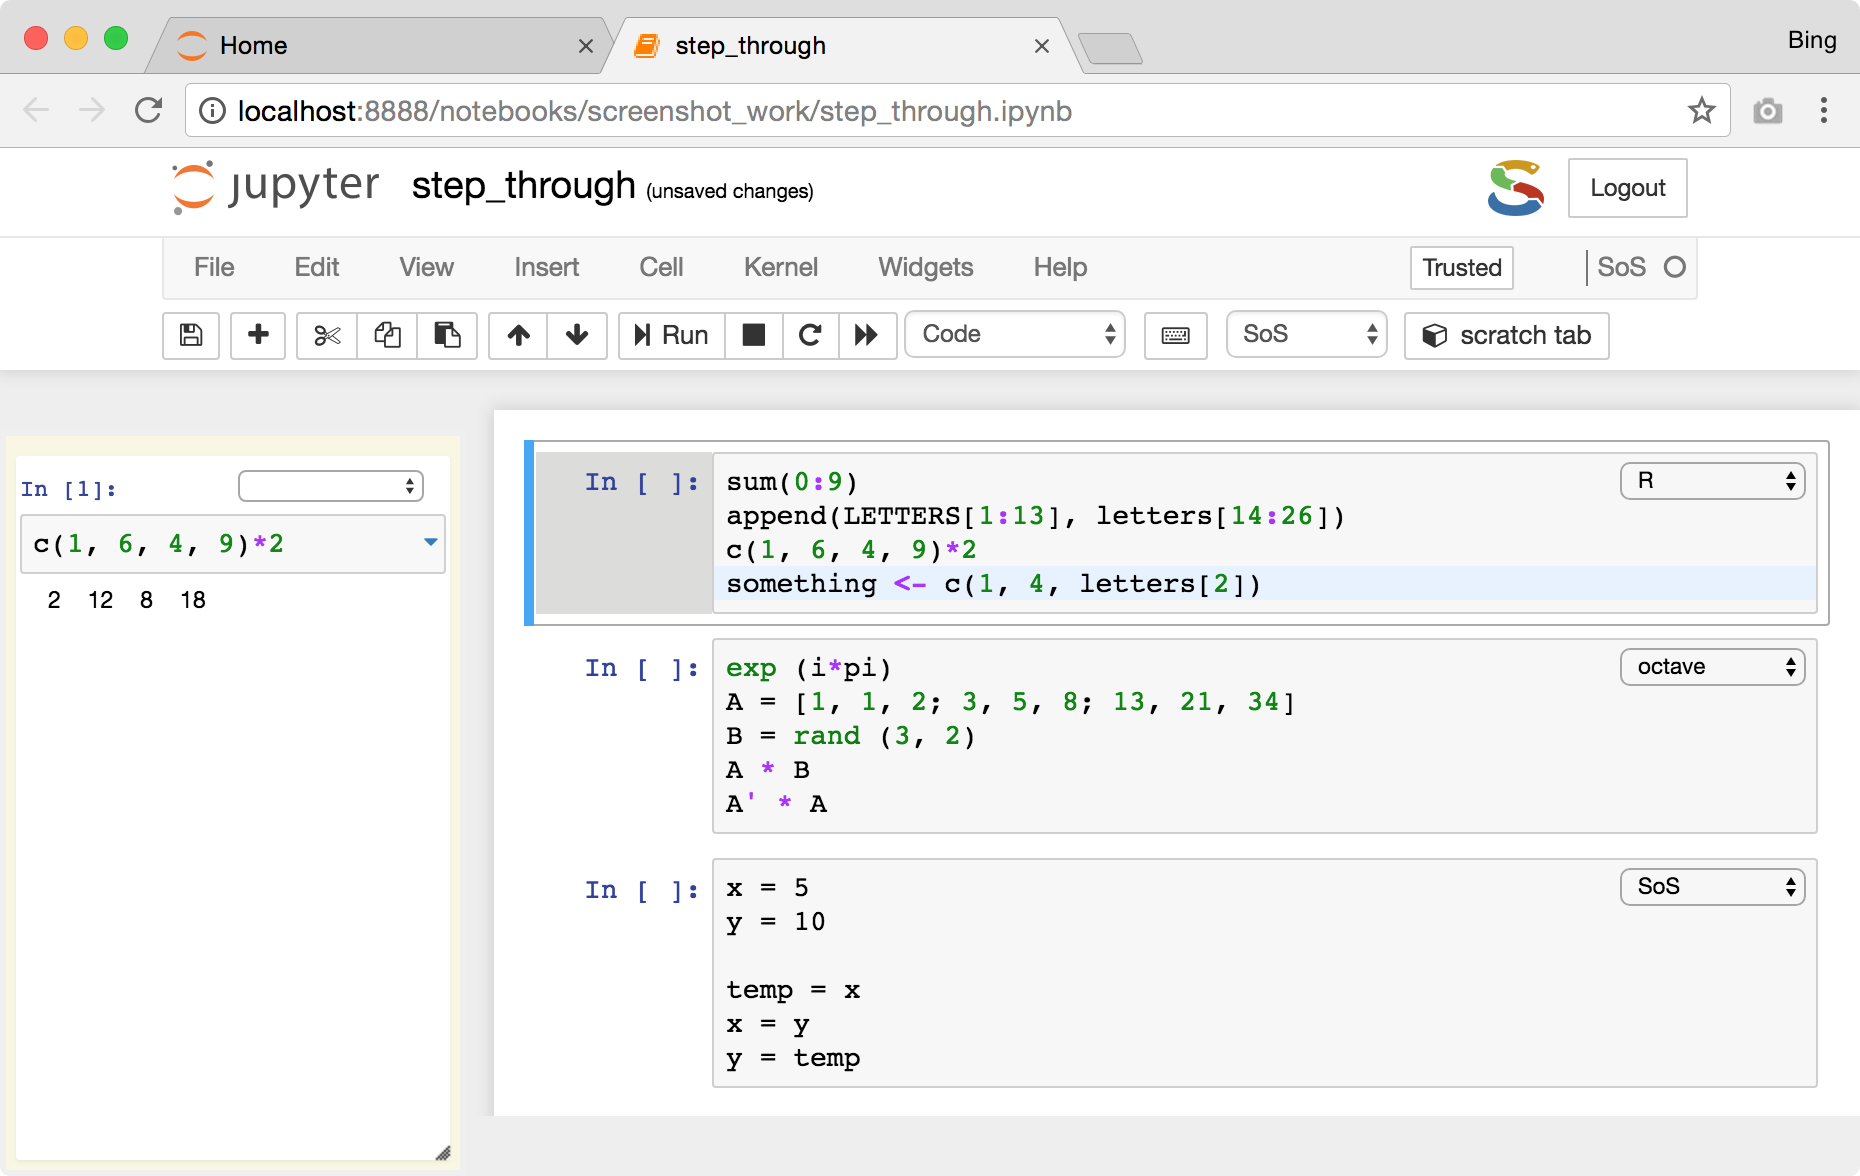 Home
step_through
Bing
localhost:8888/notebooks/screenshot_work/step_through.ipynb
jupyter step_through (unsaved changes)
Logout
File Edit View Insert Cell Kernel Widgets Help Trusted SoS
Run Code SoS scratch tab
In [1]:
c(1, 6, 4, 9)*2
2 12 8 18
In [ ]: sum(0:9) R
append(LETTERS[1:13], letters[14:26])
c(1, 6, 4, 9)*2
something <- c(1, 4, letters[2])
In [ ]: exp (i*pi) octave
A = [1, 1, 2; 3, 5, 8; 13, 21, 34]
B = rand (3, 2)
A * B
A' * A
In [ ]: x = 5 SoS
y = 10
temp = x
x = y
y = temp